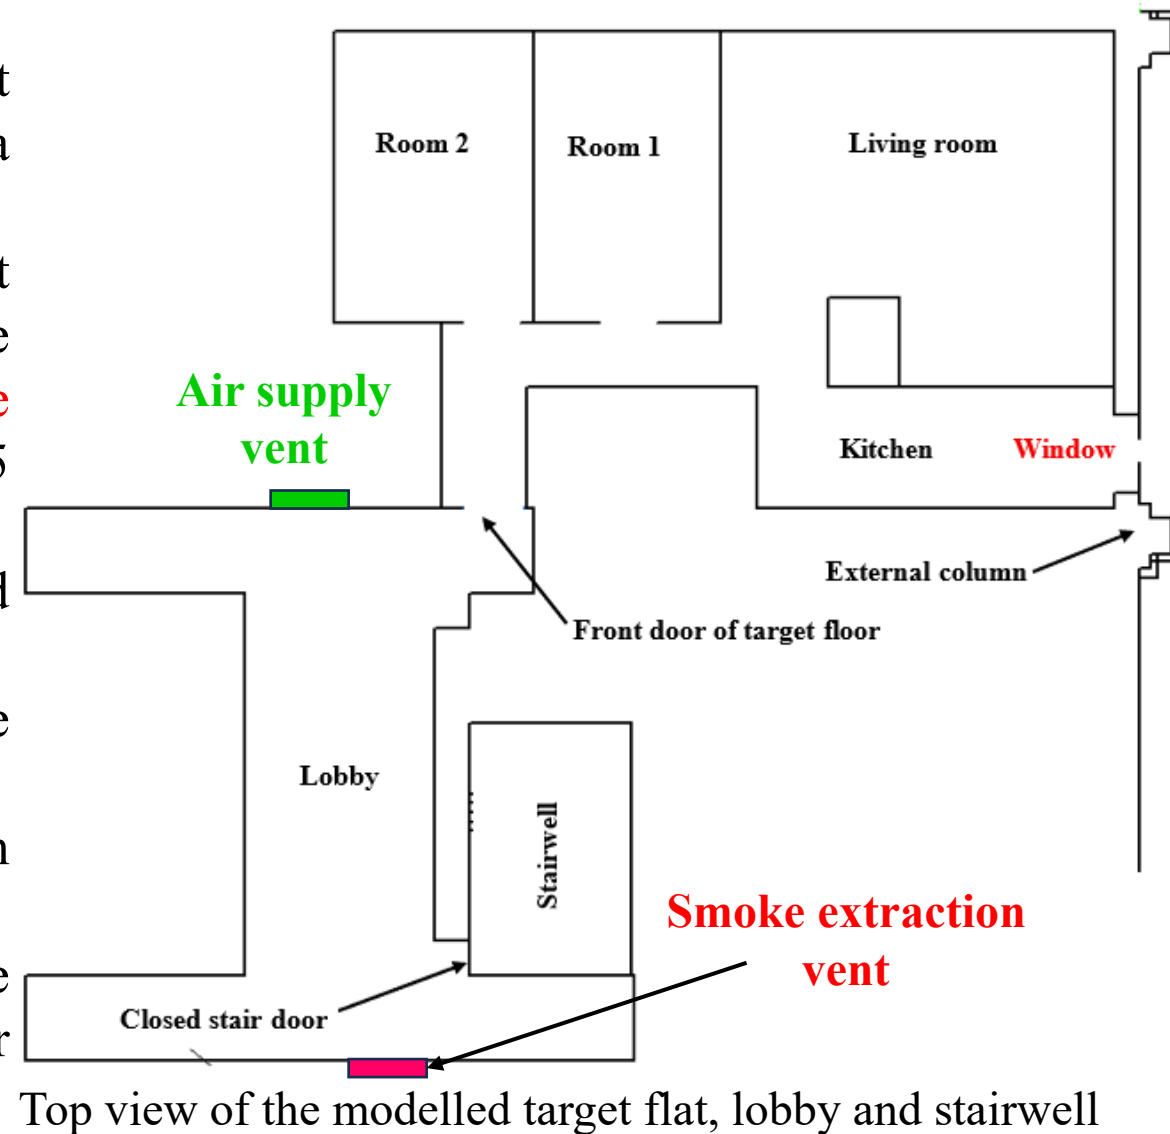 t
a
t
e
e
5
d
e
n
e
r
Room 2
Room 1
Living room
Air supply
vent
Kitchen
Window
External column
Front door of target floor
Lobby
Stairwell
Smoke extraction
vent
Closed stair door
Top view of the modelled target flat, lobby and stairwell